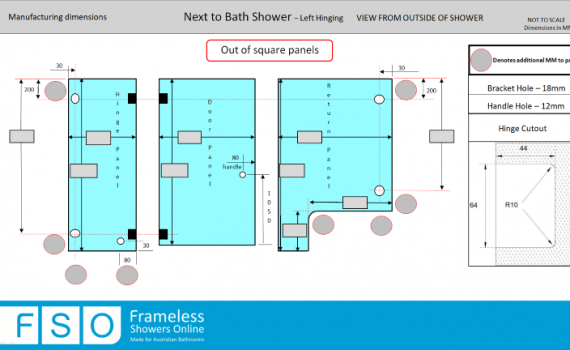 Manufacturing dimensions
Next to Bath Shower – Left Hinging
VIEW FROM OUTSIDE OF SHOWER
NOT TO SCALE
Dimensions in MM
Out of square panels
Denotes additional MM to pa
Bracket Hole – 18mm
Handle Hole – 12mm
Hinge Cutout
44
64
R10
30
200
Hinge Panel
30
80
Door Panel
80
handle
1050
Return Panel
30
200
FSO
Frameless
Showers Online
Made for Australian Bathrooms